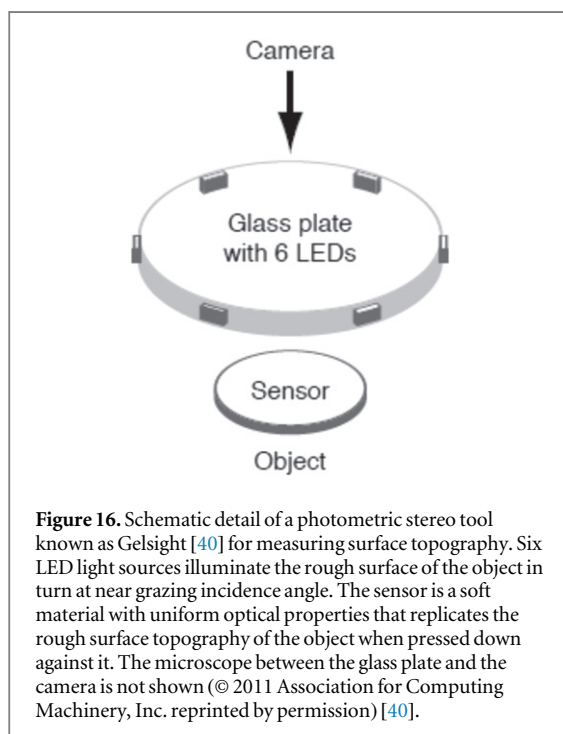 Camera
Glass plate
with 6 LEDs
Sensor
Object
Figure 16. Schematic detail of a photometric stereo tool
known as Gelsight [40] for measuring surface topography. Six
LED light sources illuminate the rough surface of the object in
turn at near grazing incidence angle. The sensor is a soft
material with uniform optical properties that replicates the
rough surface topography of the object when pressed down
against it. The microscope between the glass plate and the
camera is not shown (© 2011 Association for Computing
Machinery, Inc. reprinted by permission) [40].